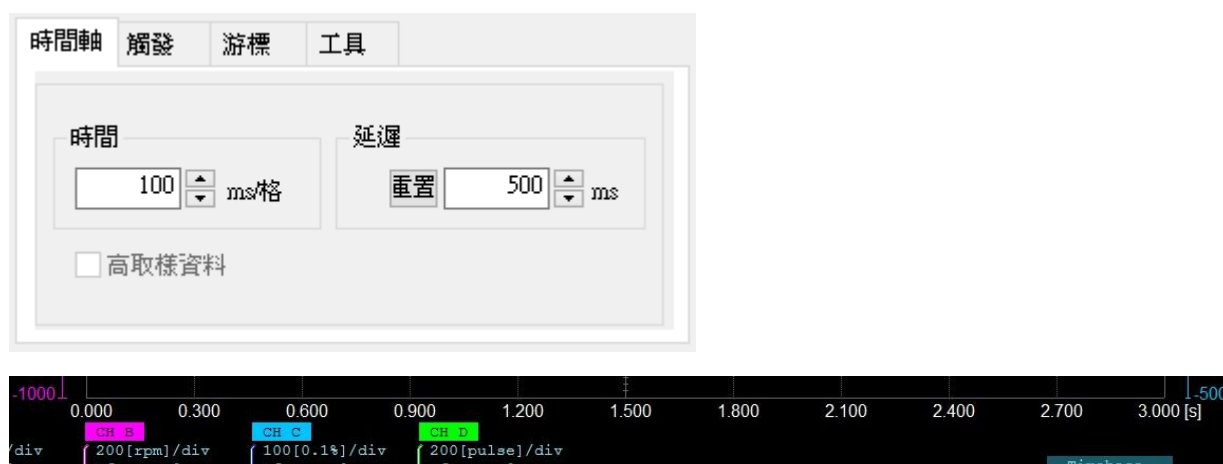 時間軸 觸發 游標 工具
時間 延遲
100 ms/格 重置 500 ms
高取樣資料
-1000 -500
0.000 0.300 0.600 0.900 1.200 1.500 1.800 2.100 2.400 2.700 3.000 [s]
CH B CH C CH D
/div 200[rpm]/div 100[0.1%]/div 200[pulse]/div
Timebase